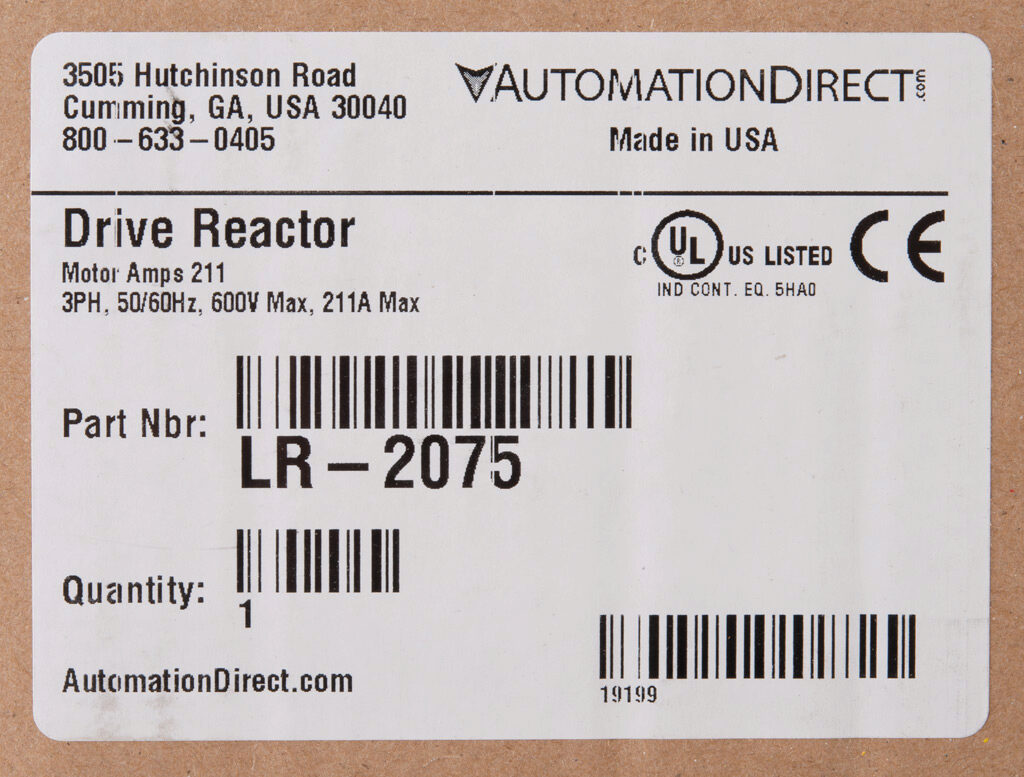 3505 Hutchinson Road
Cumming, GA, USA 30040
800-633-0405
AUTOMATIONDIRECT.com
Made in USA
Drive Reactor
Motor Amps 211
3PH, 50/60Hz, 600V Max, 211A Max
C UL® US LISTED CE
IND CONT. EQ. 5HA0
Part Nbr:
LR-2075
Quantity:
1
AutomationDirect.com
19199